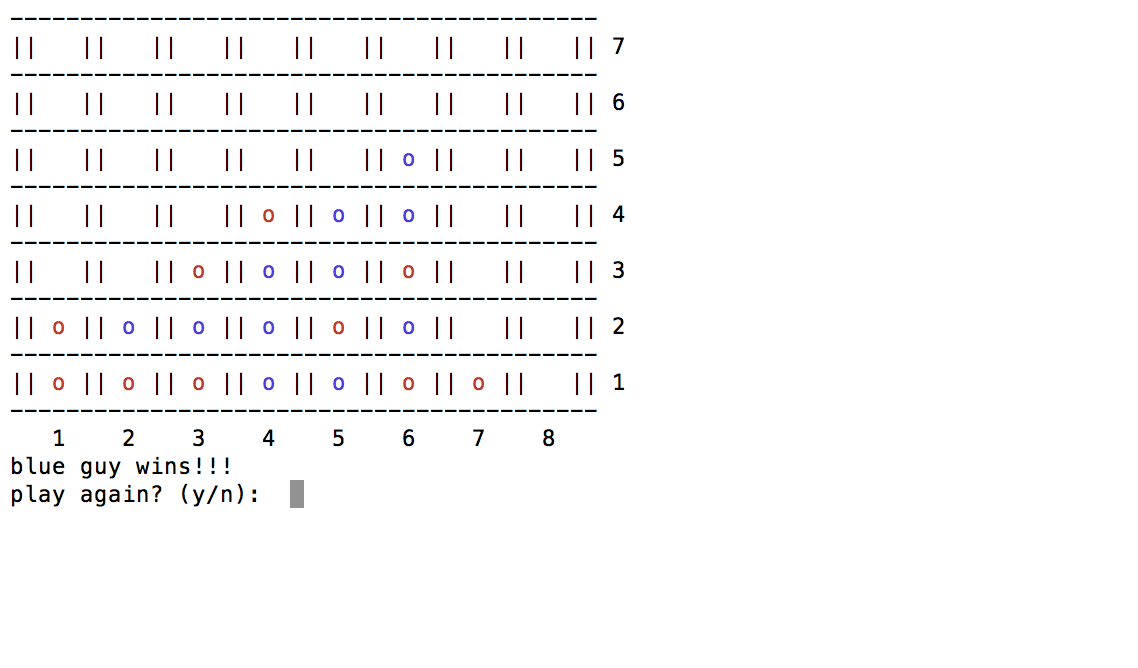 ------------------------------------------
||   ||   ||   ||   ||   ||   ||   ||   || 7
------------------------------------------
||   ||   ||   ||   ||   ||   ||   ||   || 6
------------------------------------------
||   ||   ||   ||   ||   || o ||   ||   || 5
------------------------------------------
||   ||   ||   || o || o || o ||   ||   || 4
------------------------------------------
||   ||   || o || o || o || o ||   ||   || 3
------------------------------------------
|| o || o || o || o || o || o ||   ||   || 2
------------------------------------------
|| o || o || o || o || o || o || o ||   || 1
------------------------------------------
   1    2    3    4    5    6    7    8
blue guy wins!!!
play again? (y/n):